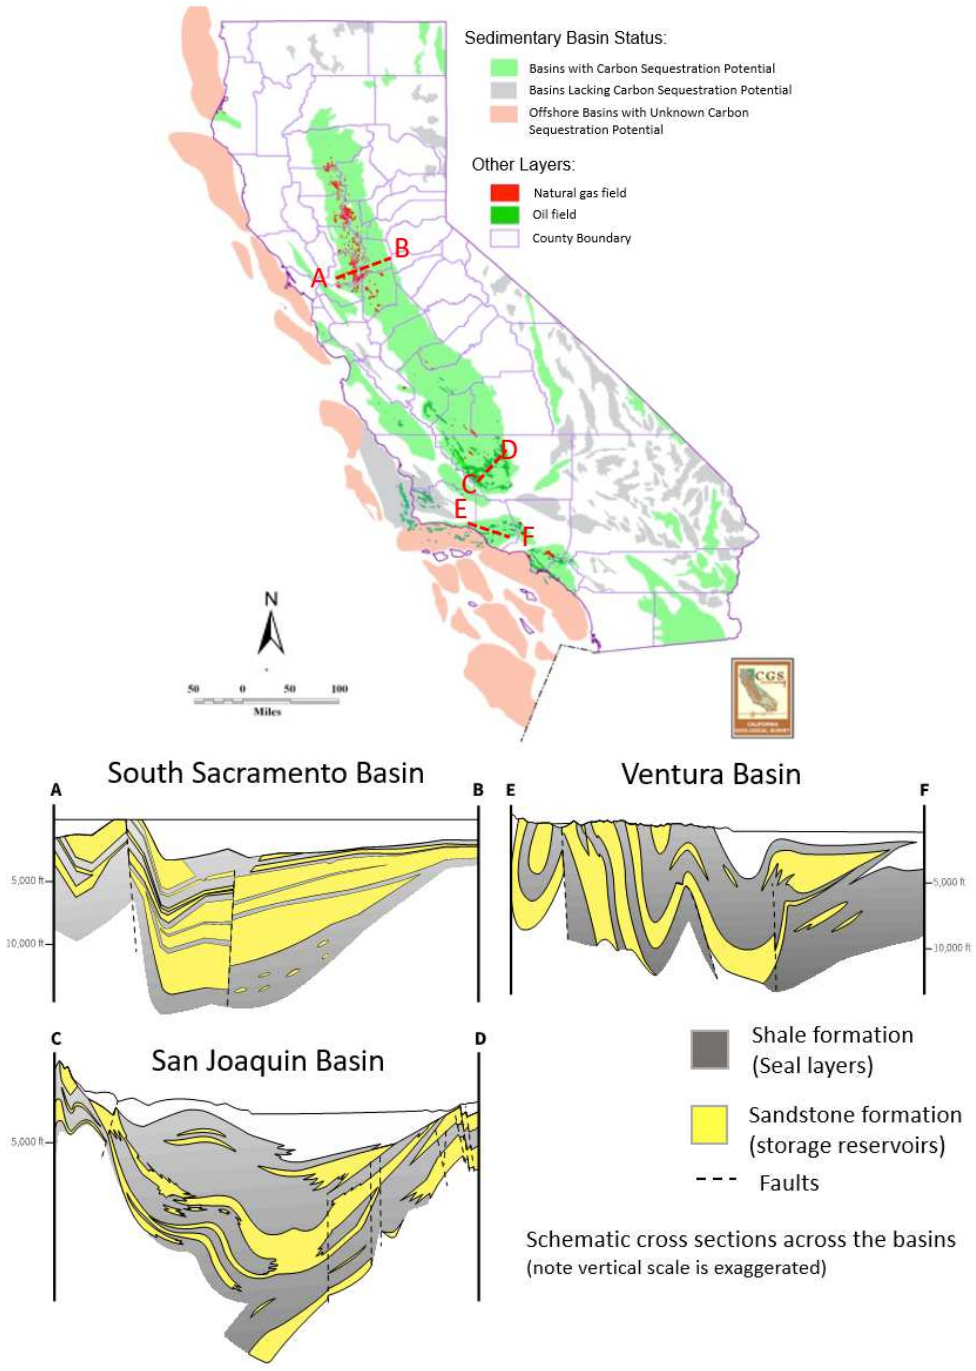 Sedimentary Basin Status:
Basins with Carbon Sequestration Potential
Basins Lacking Carbon Sequestration Potential
Offshore Basins with Unknown Carbon
Sequestration Potential
Other Layers:
Natural gas field
Oil field
County Boundary
A
B
C
D
E
F
N
50 0 50 100
Miles
CGS
CALIFORNIA
GEOLOGICAL SURVEY
South Sacramento Basin
A
B
5,000 ft
10,000 ft
Ventura Basin
E
F
5,000 ft
10,000 ft
San Joaquin Basin
C
D
5,000 ft
Shale formation
(Seal layers)
Sandstone formation
(storage reservoirs)
Faults
Schematic cross sections across the basins
(note vertical scale is exaggerated)